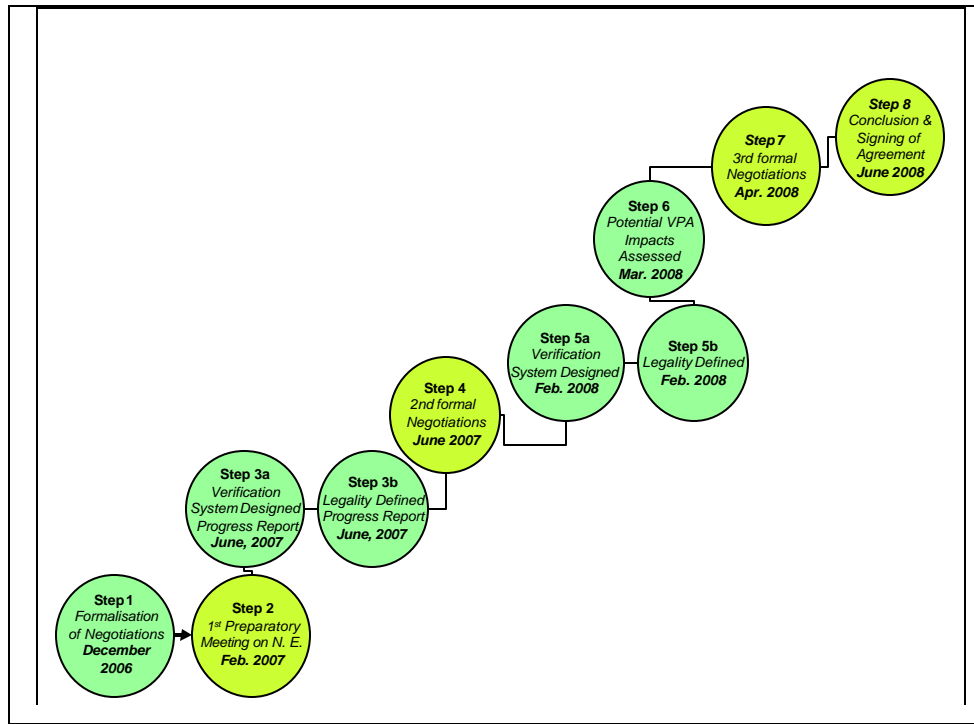 Step 1
Formalisation
of Negotiations
December
2006
Step 2
1st Preparatory
Meeting on N. E.
Feb. 2007
Step 3a
Verification
System Designed
Progress Report
June, 2007
Step 3b
Legality Defined
Progress Report
June, 2007
Step 4
2nd formal
Negotiations
June 2007
Step 5a
Verification
System Designed
Feb. 2008
Step 5b
Legality Defined
Feb. 2008
Step 6
Potential VPA
Impacts
Assessed
Mar. 2008
Step 7
3rd formal
Negotiations
Apr. 2008
Step 8
Conclusion &
Signing of
Agreement
June 2008